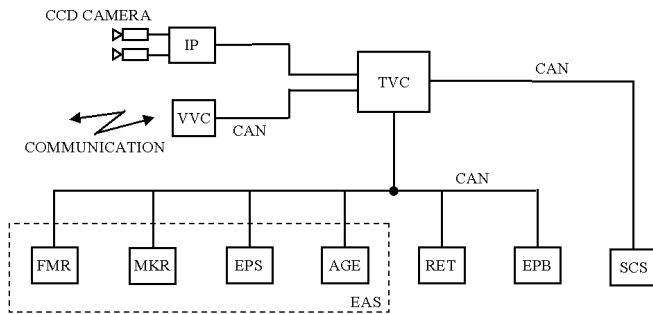 CCD CAMERA
IP
TVC
CAN
VVC
CAN
COMMUNICATION
CAN
FMR
MKR
EPS
AGE
RET
EPB
SCS
EAS